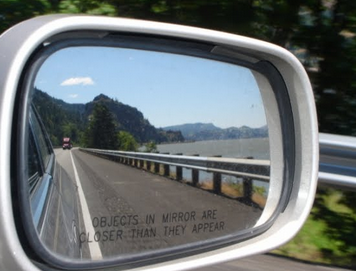 OBJECTS IN MIRROR ARE
CLOSER THAN THEY APPEAR